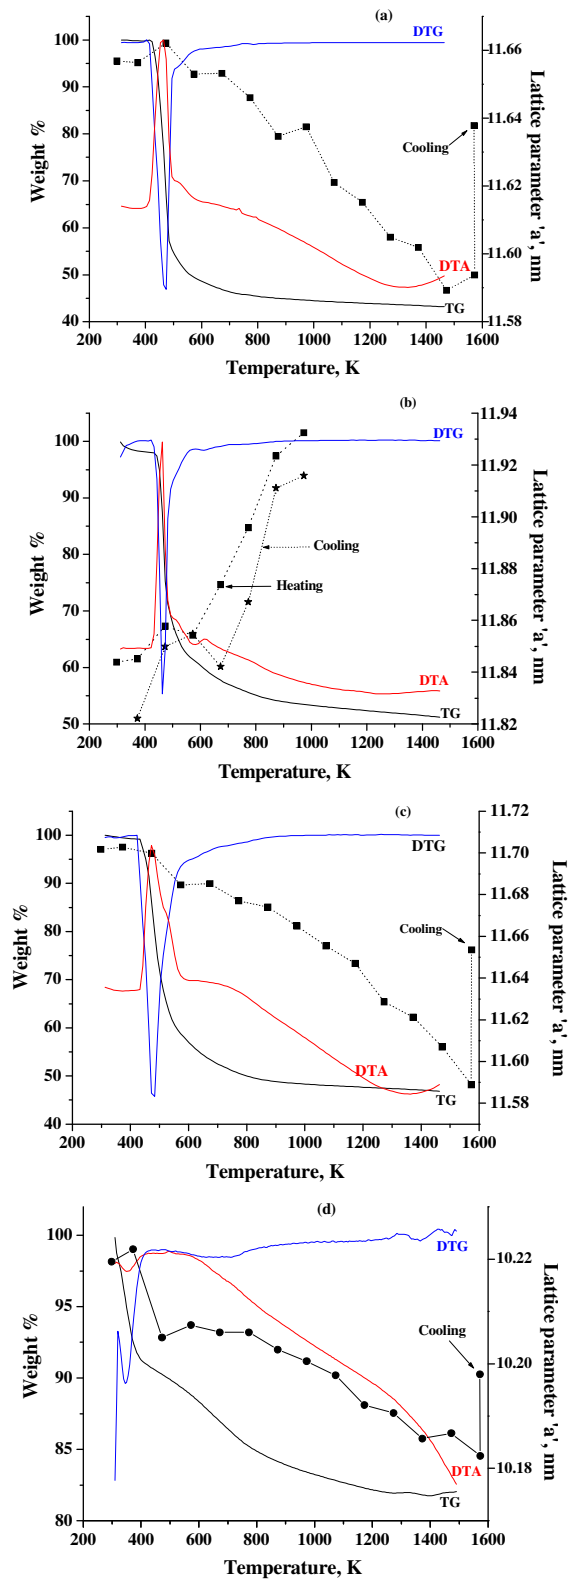 (a)
100
90
80
70
60
50
40
Weight %
DTG
Cooling
DTA
TG
11.66
11.64
11.62
11.60
11.58
Lattice parameter 'a', nm
200 400 600 800 1000 1200 1400 1600
Temperature, K
(b)
100
90
80
70
60
50
Weight %
DTG
Cooling
Heating
DTA
TG
11.94
11.92
11.90
11.88
11.86
11.84
11.82
Lattice parameter 'a', nm
200 400 600 800 1000 1200 1400 1600
Temperature, K
(c)
100
90
80
70
60
50
40
Weight %
DTG
Cooling
DTA
TG
11.72
11.70
11.68
11.66
11.64
11.62
11.60
11.58
Lattice parameter 'a', nm
200 400 600 800 1000 1200 1400 1600
Temperature, K
(d)
100
95
90
85
80
Weight %
DTG
Cooling
DTA
TG
10.22
10.20
10.18
Lattice parameter 'a', nm
200 400 600 800 1000 1200 1400 1600
Temperature, K